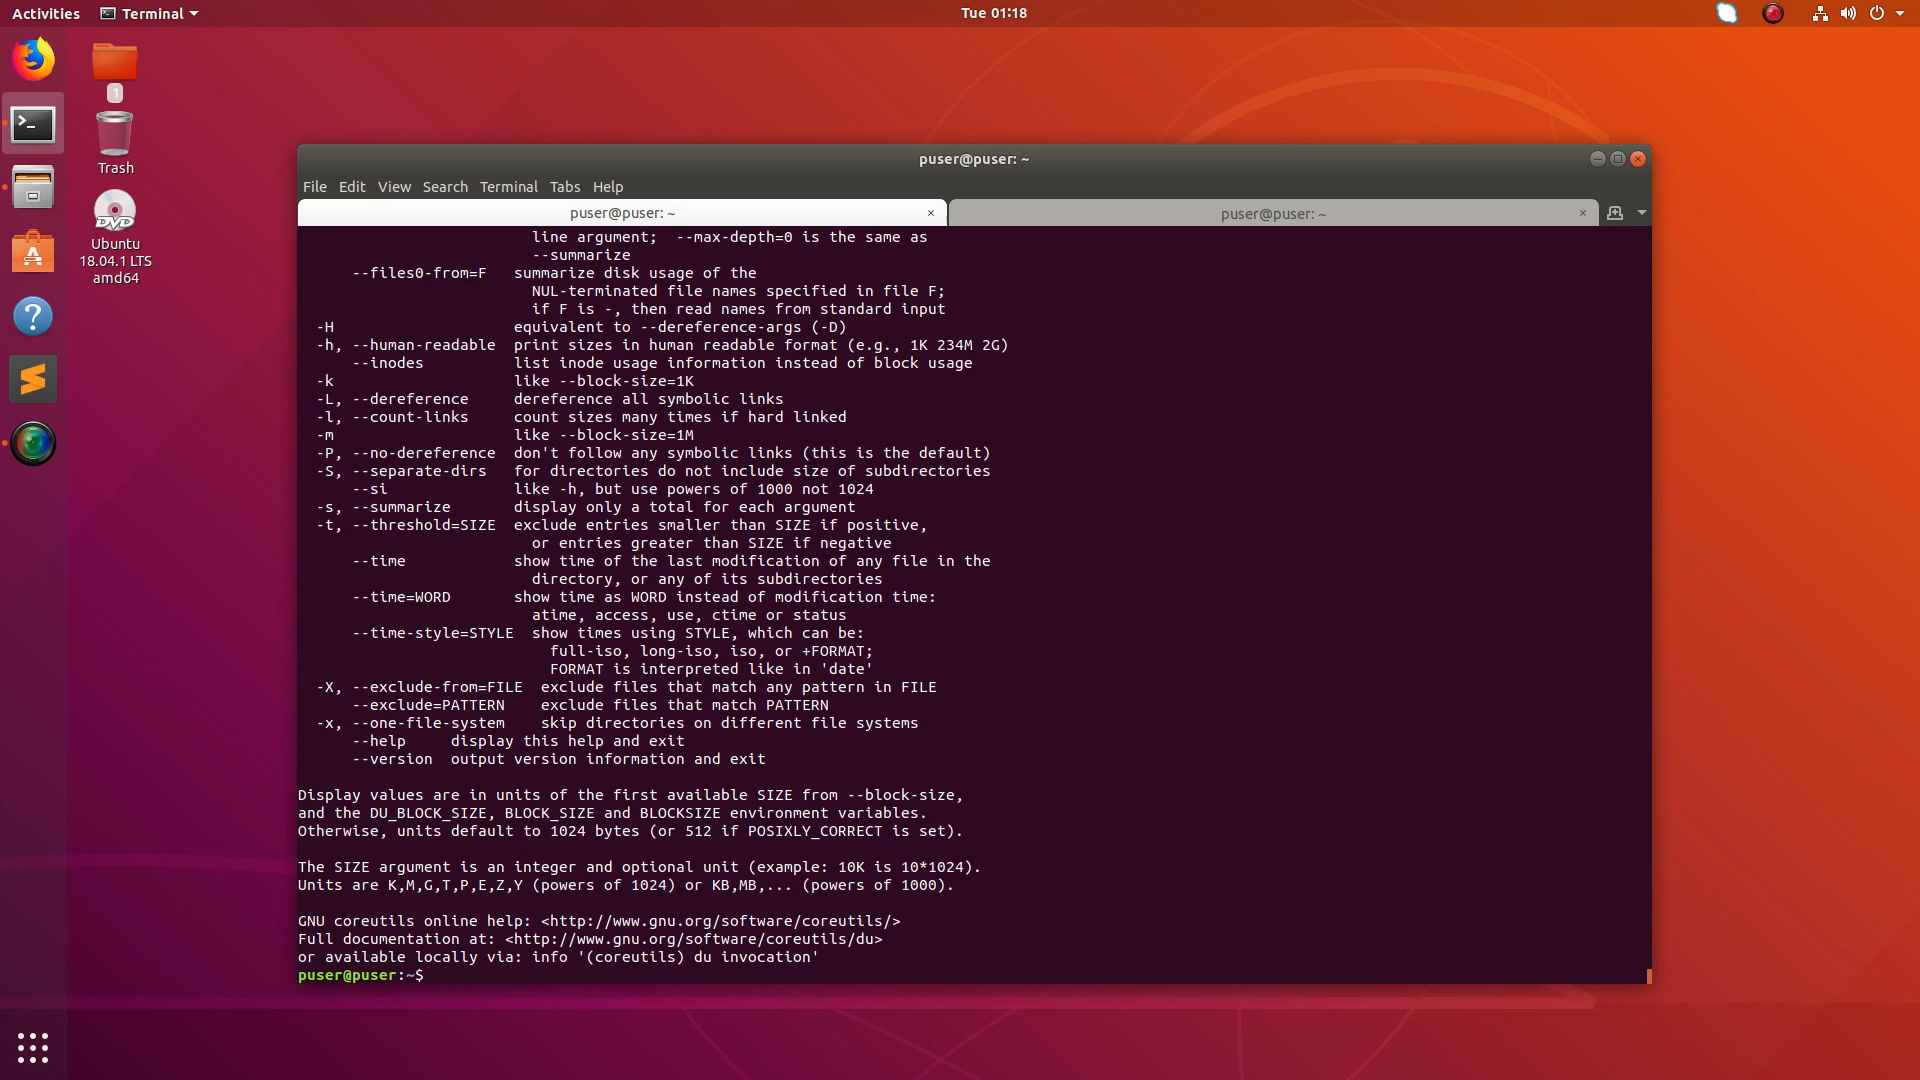 Activities Terminal Tue 01:18
1
Trash
DVD
Ubuntu
18.04.1 LTS
amd64
puser@puser: ~
File Edit View Search Terminal Tabs Help
puser@puser: ~ × puser@puser: ~ ×
line argument;  --max-depth=0 is the same as
--summarize
--files0-from=F   summarize disk usage of the
NUL-terminated file names specified in file F;
if F is -, then read names from standard input
-H                    equivalent to --dereference-args (-D)
-h, --human-readable  print sizes in human readable format (e.g., 1K 234M 2G)
--inodes          list inode usage information instead of block usage
-k                    like --block-size=1K
-L, --dereference     dereference all symbolic links
-l, --count-links     count sizes many times if hard linked
-m                    like --block-size=1M
-P, --no-dereference  don't follow any symbolic links (this is the default)
-S, --separate-dirs   for directories do not include size of subdirectories
--si              like -h, but use powers of 1000 not 1024
-s, --summarize       display only a total for each argument
-t, --threshold=SIZE  exclude entries smaller than SIZE if positive,
or entries greater than SIZE if negative
--time            show time of the last modification of any file in the
directory, or any of its subdirectories
--time=WORD       show time as WORD instead of modification time:
atime, access, use, ctime or status
--time-style=STYLE  show times using STYLE, which can be:
full-iso, long-iso, iso, or +FORMAT;
FORMAT is interpreted like in 'date'
-X, --exclude-from=FILE  exclude files that match any pattern in FILE
--exclude=PATTERN    exclude files that match PATTERN
-x, --one-file-system    skip directories on different file systems
--help     display this help and exit
--version  output version information and exit
Display values are in units of the first available SIZE from --block-size,
and the DU_BLOCK_SIZE, BLOCK_SIZE and BLOCKSIZE environment variables.
Otherwise, units default to 1024 bytes (or 512 if POSIXLY_CORRECT is set).
The SIZE argument is an integer and optional unit (example: 10K is 10*1024).
Units are K,M,G,T,P,E,Z,Y (powers of 1024) or KB,MB,... (powers of 1000).
GNU coreutils online help: <http://www.gnu.org/software/coreutils/>
Full documentation at: <http://www.gnu.org/software/coreutils/du>
or available locally via: info '(coreutils) du invocation'
puser@puser:~$